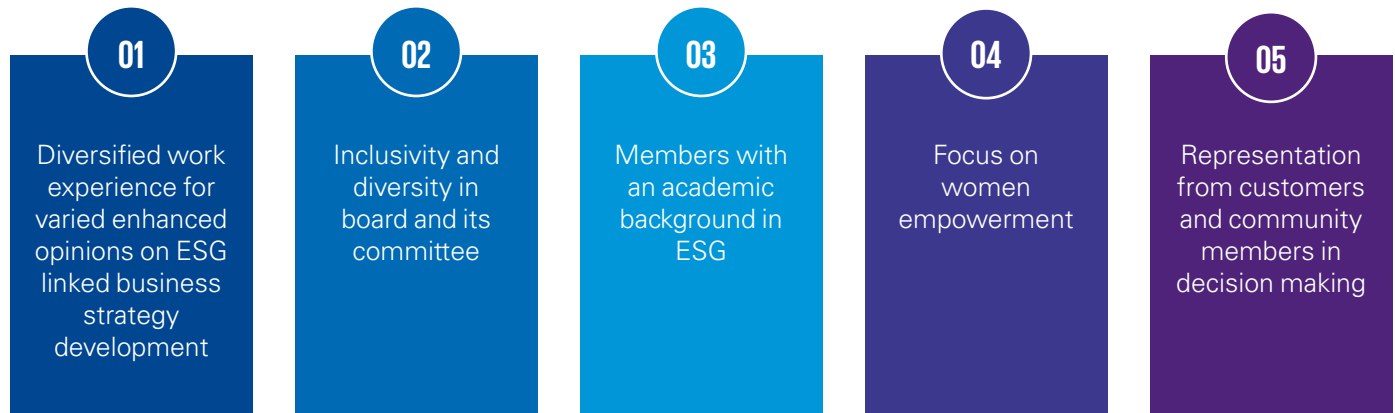 01
Diversified work
experience for
varied enhanced
opinions on ESG
linked business
strategy
development
02
Inclusivity and
diversity in
board and its
committee
03
Members with
an academic
background in
ESG
04
Focus on
women
empowerment
05
Representation
from customers
and community
members in
decision making